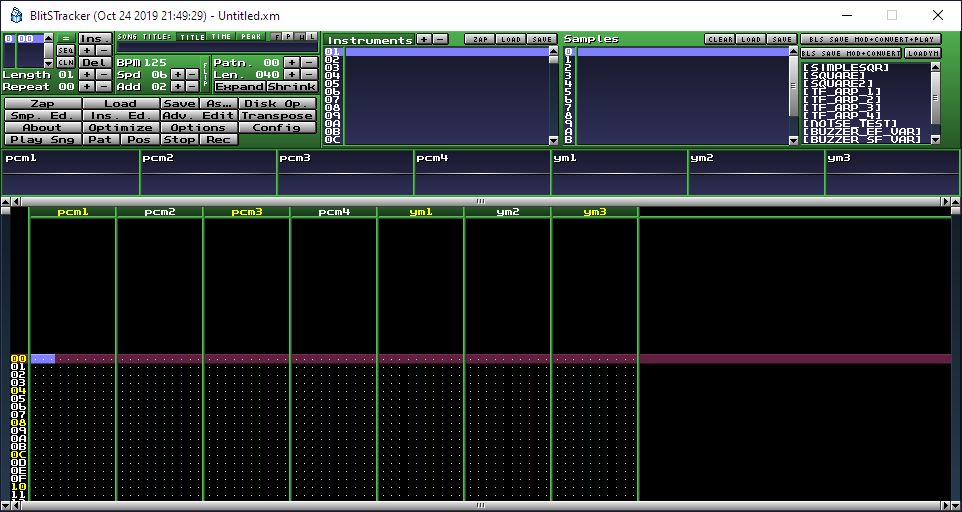 BlitSTracker (Oct 24 2019 21:49:29) - Untitled.xm
0 00
= Ins.
SEQ + -
CLN Del
Length 01 + -
Repeat 00 + -
SONG TITLE: TITLE TIME PEAK F P W L
BPM 125
Spd 06 + -
Add 02 + -
FLIP
Patn. 00 + -
Len. 040 + -
Expand Shrink
Zap Load Save As... Disk Op.
Smp. Ed. Ins. Ed. Adv. Edit Transpose
About Optimize Options Config
Play Sng Pat Pos Stop Rec
Instruments + - ZAP LOAD SAVE
01
02
03
04
05
06
07
08
09
0A
0B
0C
Samples CLEAR LOAD SAVE
0
1
2
3
4
5
6
7
8
9
A
B
BLS SAVE MOD+CONVERT+PLAY
BLS SAVE MOD+CONVERT LOADYM
[SIMPLESQR]
[SQUARE]
[SQUARE2]
[TF_ARP_1]
[TF_ARP_2]
[TF_ARP_3]
[TF_ARP_4]
[NOISE_TEST]
[BUZZER_EF_VAR]
[BUZZER_SF_VAR]
pcm1 pcm2 pcm3 pcm4 ym1 ym2 ym3
pcm1 pcm2 pcm3 pcm4 ym1 ym2 ym3
00
01
02
03
04
05
06
07
08
09
0A
0B
0C
0D
0E
0F
10
11